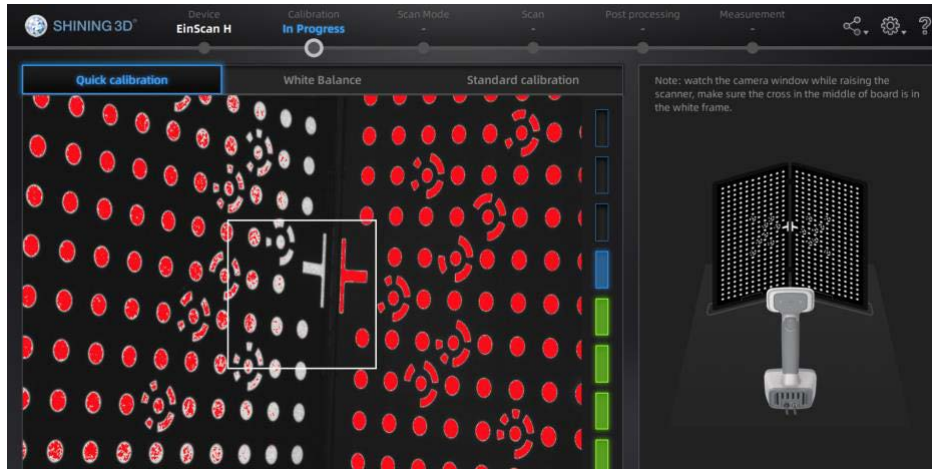 SHINING 3D®
Device
EinScan H
Calibration
In Progress
Scan Mode
-
Scan
-
Post processing
-
Measurement
-
?
Quick calibration
White Balance
Standard calibration
Note: watch the camera window while raising the
scanner, make sure the cross in the middle of board is in
the white frame.